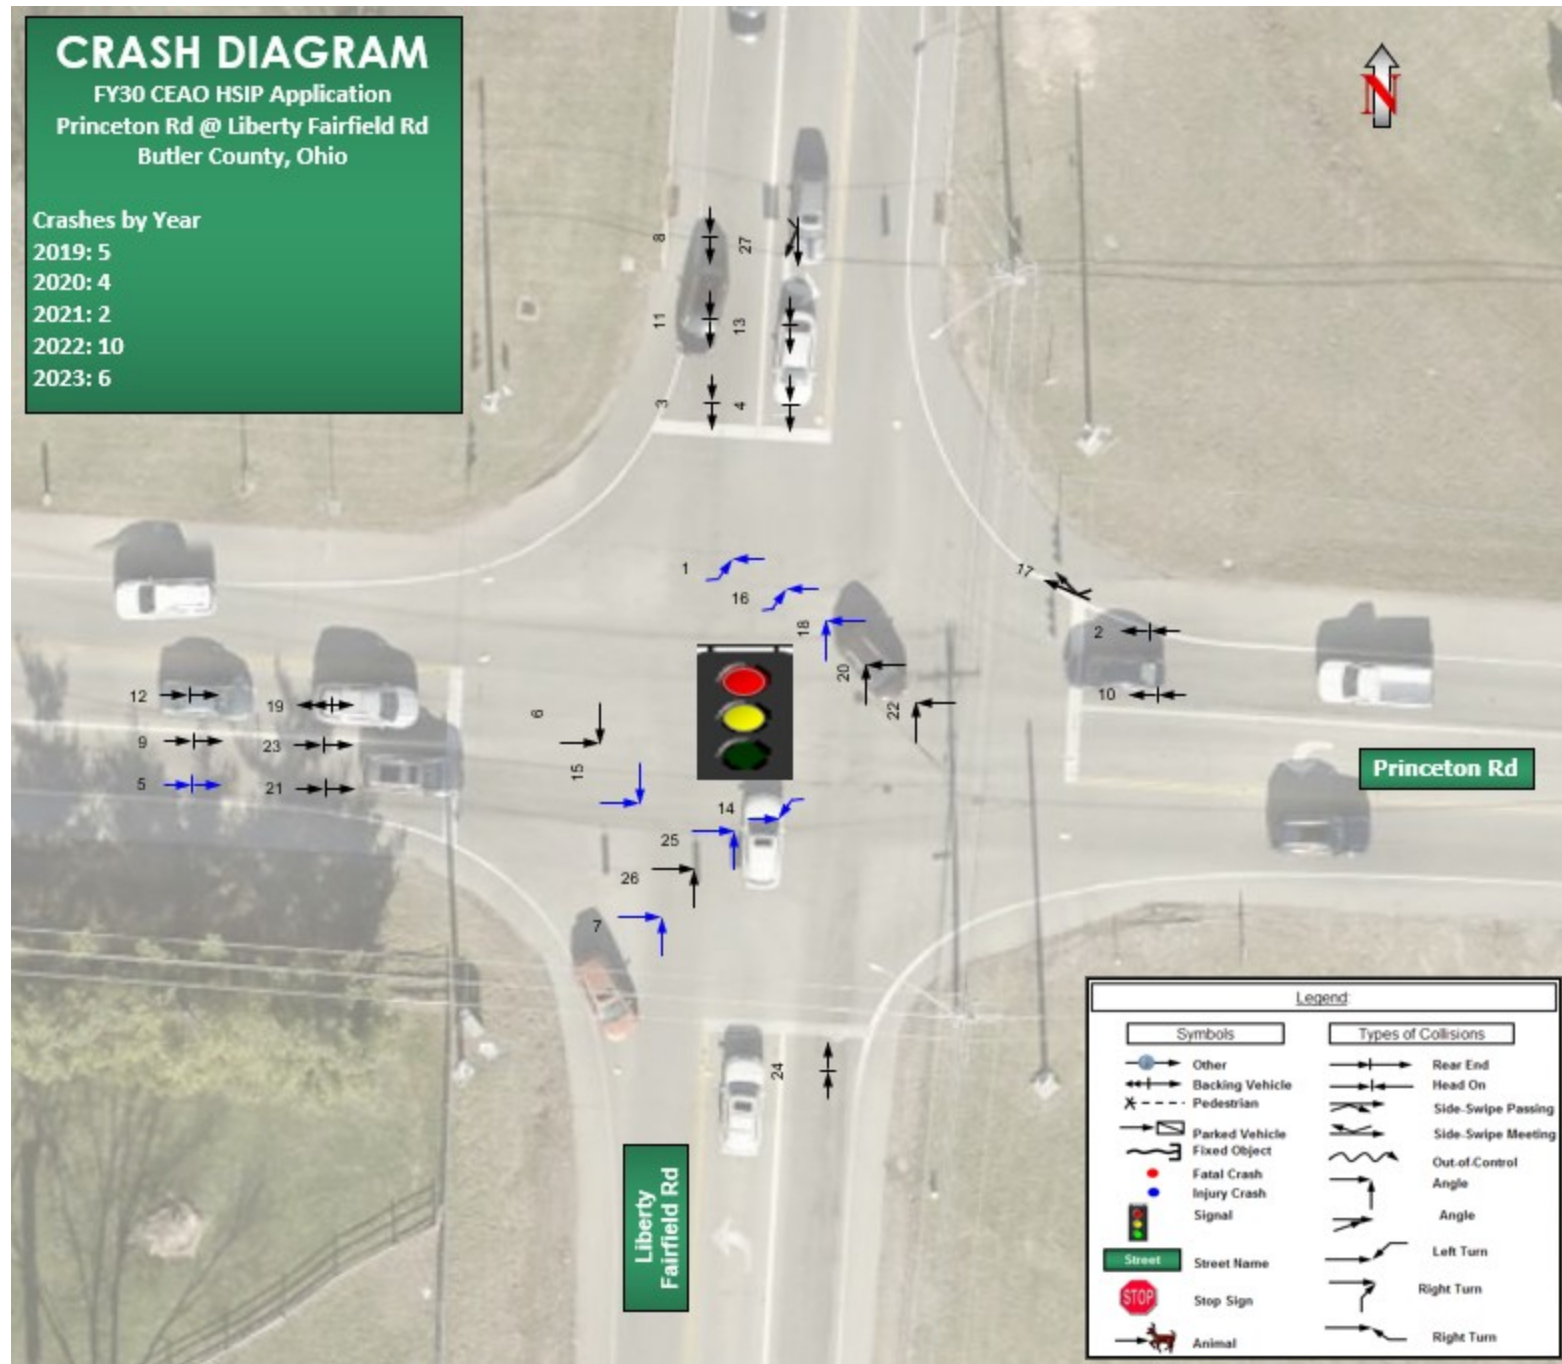 CRASH DIAGRAM
FY30 CEAO HSIP Application
Princeton Rd @ Liberty Fairfield Rd
Butler County, Ohio
Crashes by Year
2019: 5
2020: 4
2021: 2
2022: 10
2023: 6
N
8
27
11
13
3
4
1
16
18
17
2
20
10
22
12
19
6
9
23
15
5
21
14
25
26
7
24
Princeton Rd
Liberty
Fairfield Rd
Legend:
Symbols
Other
Backing Vehicle
Pedestrian
Parked Vehicle
Fixed Object
Fatal Crash
Injury Crash
Signal
Street
Street Name
STOP
Stop Sign
Animal
Types of Collisions
Rear End
Head On
Side-Swipe Passing
Side-Swipe Meeting
Out-of-Control
Angle
Angle
Left Turn
Right Turn
Right Turn